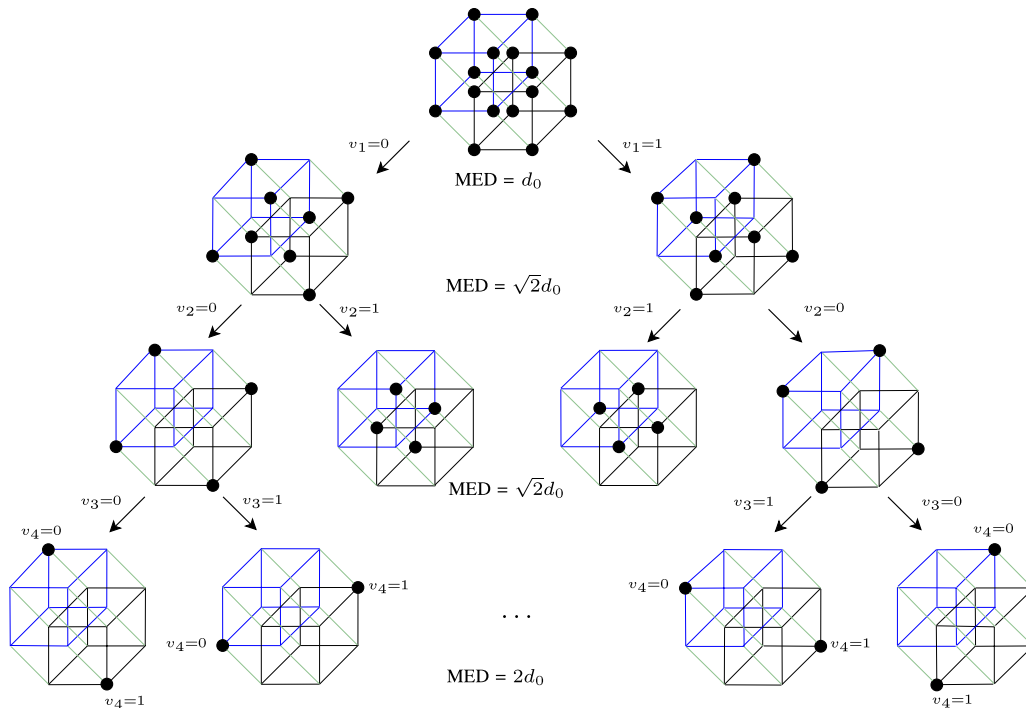 v₁=0
v₁=1
MED = d₀
MED = √2d₀
v₂=0
v₂=1
v₂=1
v₂=0
MED = √2d₀
v₃=0
v₃=1
v₃=1
v₃=0
v₄=0
v₄=0
v₄=1
v₄=0
v₄=0
v₄=1
...
MED = 2d₀
v₄=1
v₄=1